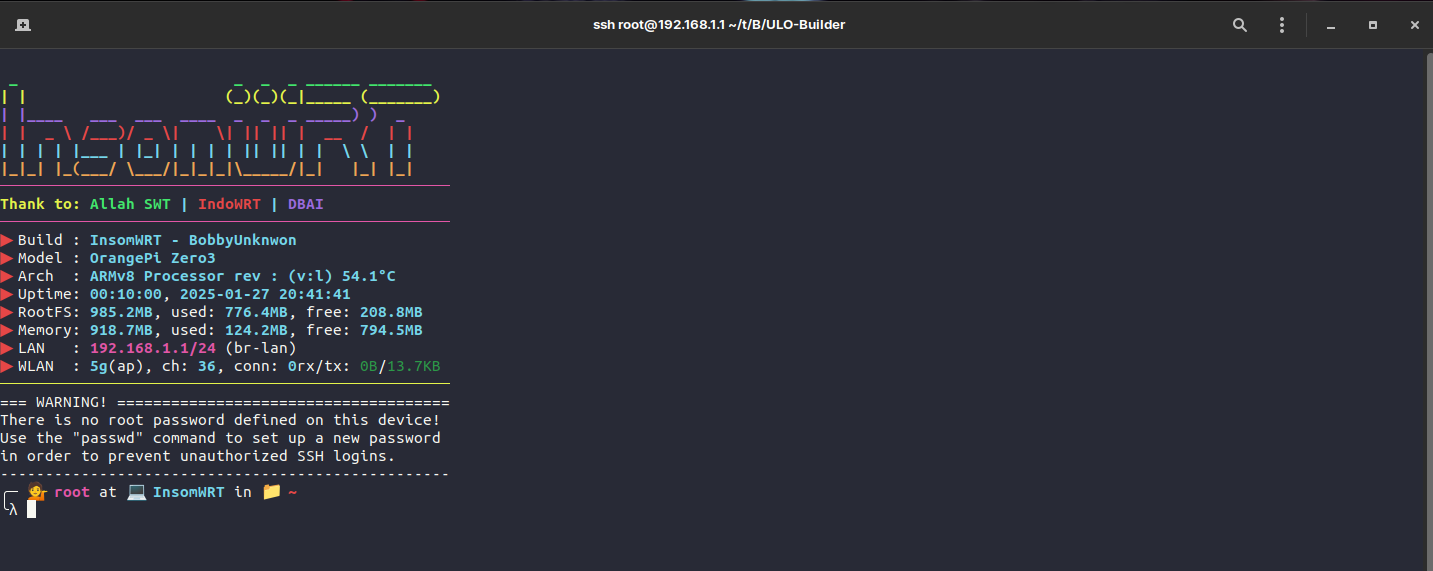 ssh root@192.168.1.1 ~/t/B/ULO-Builder
InsomWRT
Thank to: Allah SWT | IndoWRT | DBAI
Build : InsomWRT - BobbyUnknwon
Model : OrangePi Zero3
Arch  : ARMv8 Processor rev : (v:l) 54.1°C
Uptime: 00:10:00, 2025-01-27 20:41:41
RootFS: 985.2MB, used: 776.4MB, free: 208.8MB
Memory: 918.7MB, used: 124.2MB, free: 794.5MB
LAN   : 192.168.1.1/24 (br-lan)
WLAN  : 5g(ap), ch: 36, conn: 0rx/tx: 0B/13.7KB
=== WARNING! =====================================
There is no root password defined on this device!
Use the "passwd" command to set up a new password
in order to prevent unauthorized SSH logins.
--------------------------------------------------
💁 root at 💻 InsomWRT in 📁 ~
λ